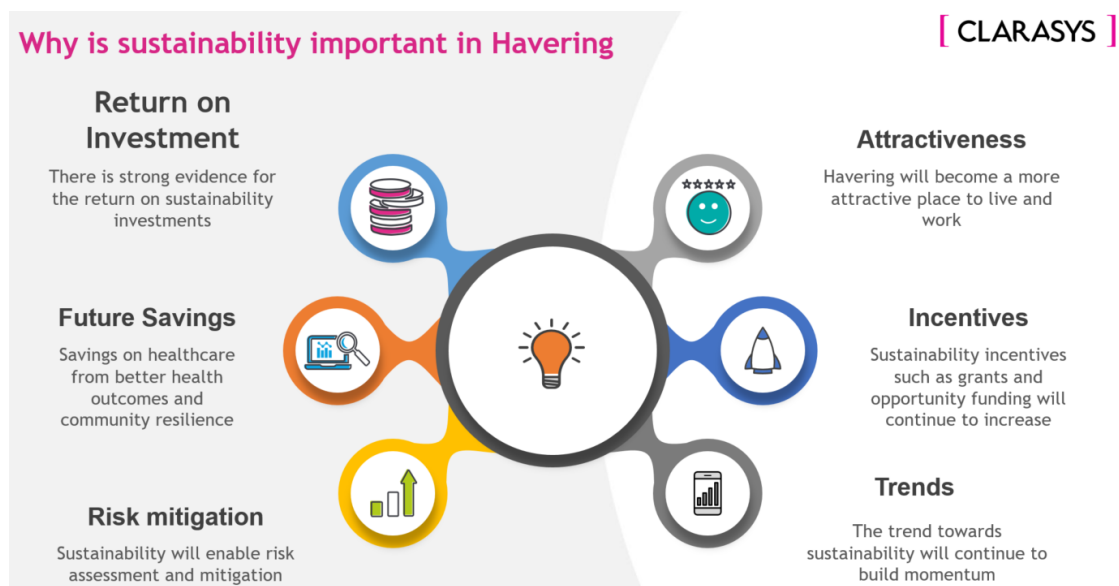 Why is sustainability important in Havering
[ CLARASYS ]
Return on
Investment
There is strong evidence for
the return on sustainability
investments
Future Savings
Savings on healthcare
from better health
outcomes and
community resilience
Risk mitigation
Sustainability will enable risk
assessment and mitigation
Attractiveness
Havering will become a more
attractive place to live and
work
Incentives
Sustainability incentives
such as grants and
opportunity funding will
continue to increase
Trends
The trend towards
sustainability will continue to
build momentum